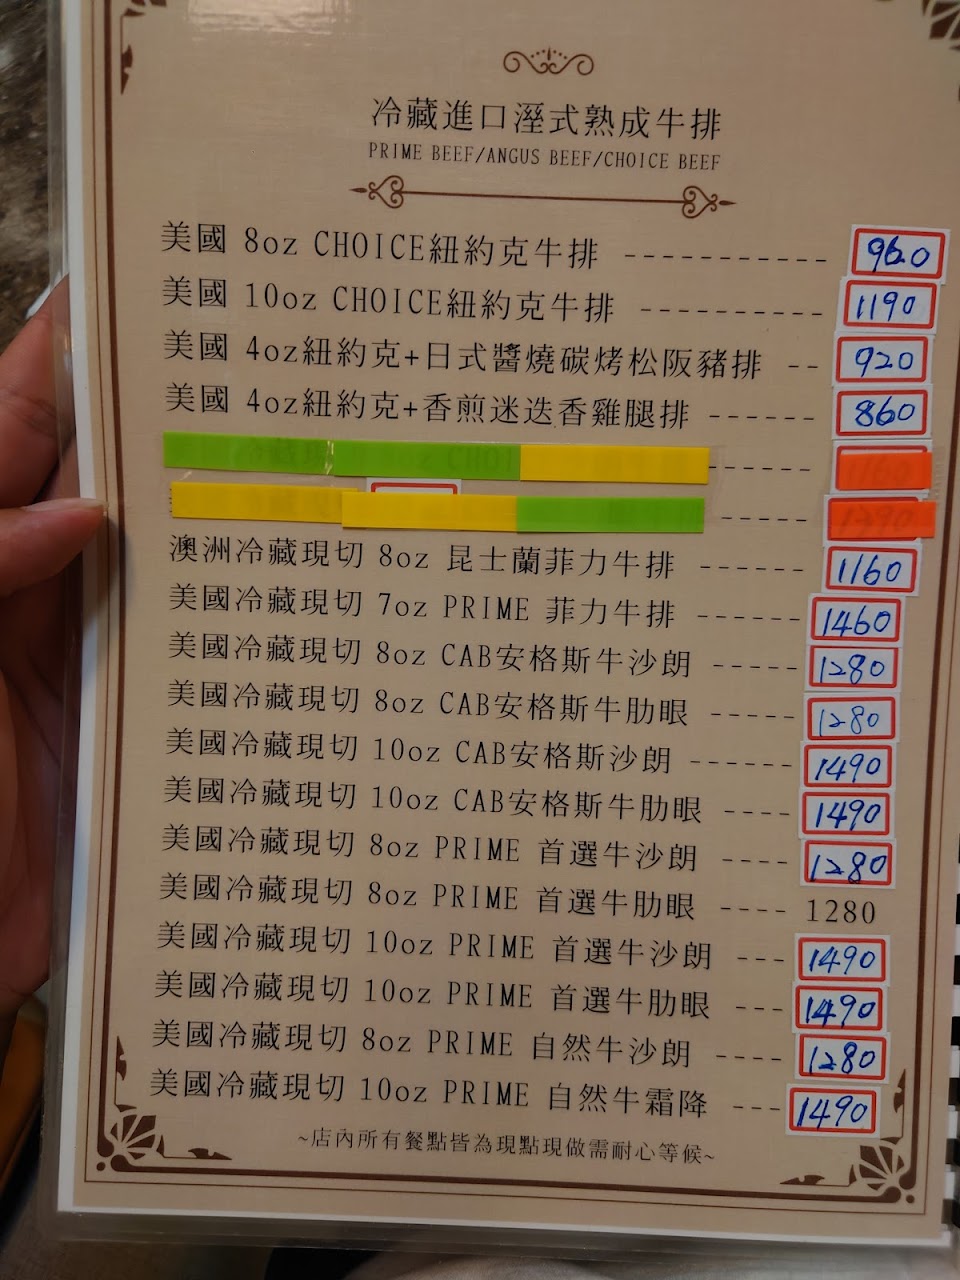 冷藏進口溼式熟成牛排
PRIME BEEF/ANGUS BEEF/CHOICE BEEF
美國 8oz CHOICE紐約克牛排 ----------- 960
美國 10oz CHOICE紐約克牛排 ---------- 1190
美國 4oz紐約克+日式醬燒碳烤松阪豬排 -- 920
美國 4oz紐約克+香煎迷迭香雞腿排 ------ 860
------ 1160
----- 1290
澳洲冷藏現切 8oz 昆士蘭菲力牛排 ------ 1160
美國冷藏現切 7oz PRIME 菲力牛排 ------ 1460
美國冷藏現切 8oz CAB安格斯牛沙朗 ----- 1280
美國冷藏現切 8oz CAB安格斯牛肋眼 ----- 1280
美國冷藏現切 10oz CAB安格斯沙朗 ------ 1490
美國冷藏現切 10oz CAB安格斯牛肋眼 ---- 1490
美國冷藏現切 8oz PRIME 首選牛沙朗 ---- 1280
美國冷藏現切 8oz PRIME 首選牛肋眼 ---- 1280
美國冷藏現切 10oz PRIME 首選牛沙朗 --- 1490
美國冷藏現切 10oz PRIME 首選牛肋眼 --- 1490
美國冷藏現切 8oz PRIME 自然牛沙朗 ---- 1280
美國冷藏現切 10oz PRIME 自然牛霜降 --- 1490
~店內所有餐點皆為現點現做需耐心等候~